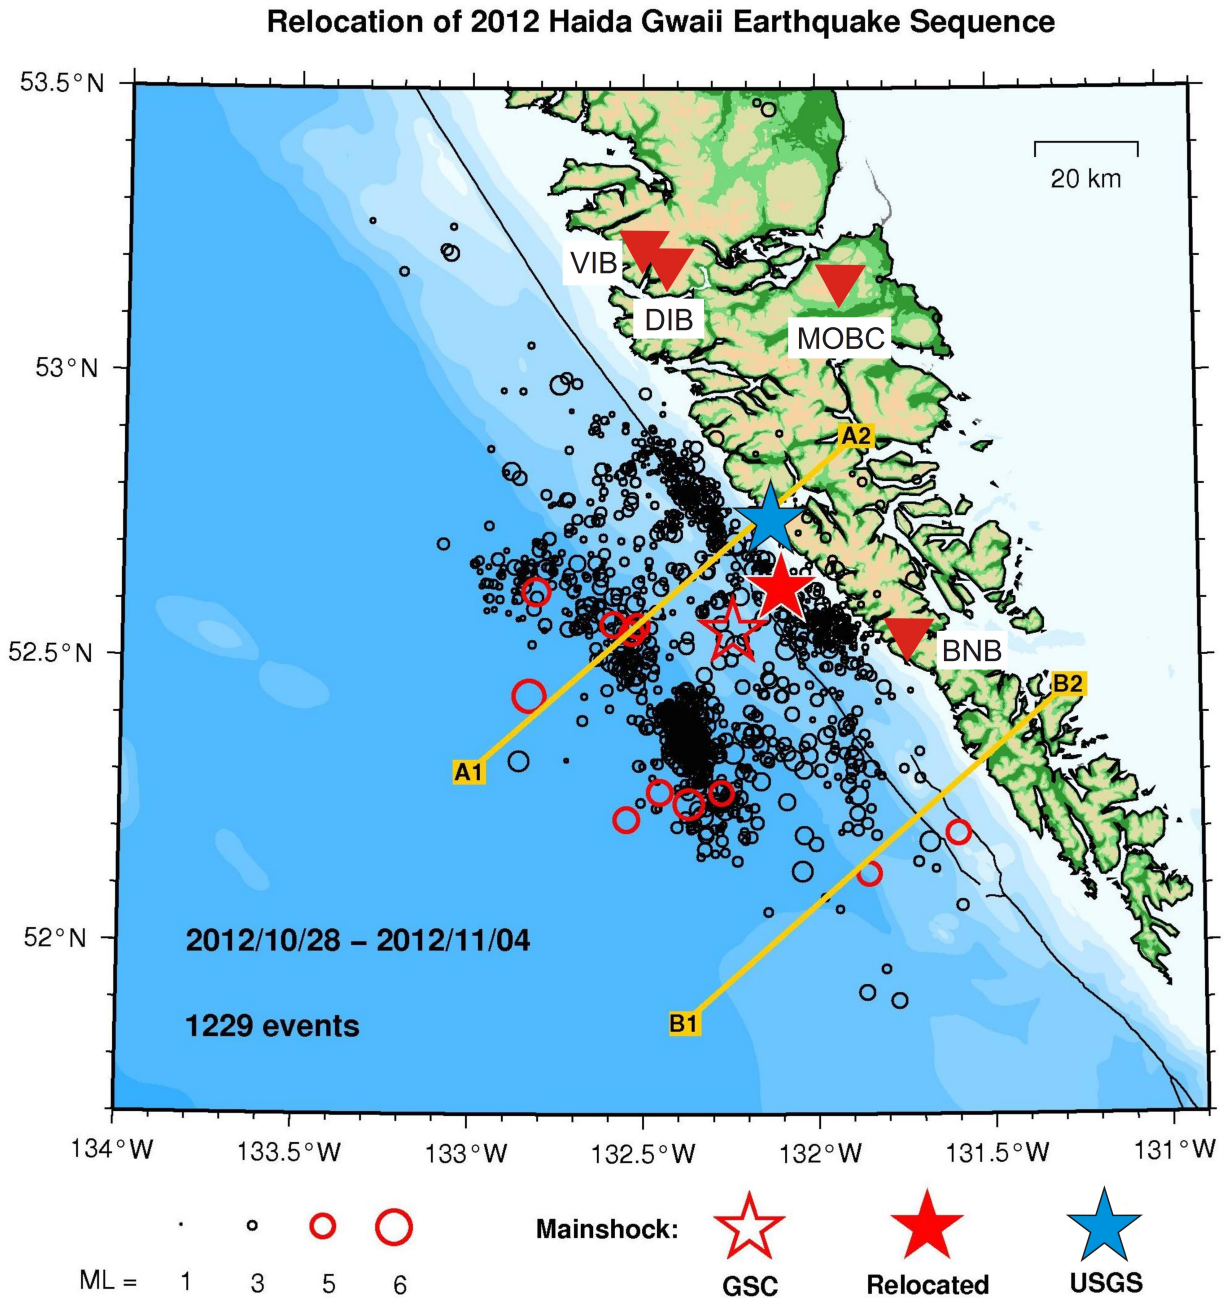 Relocation of 2012 Haida Gwaii Earthquake Sequence
53.5°N
20 km
VIB
DIB
MOBC
53°N
A2
52.5°N
BNB
B2
A1
52°N
2012/10/28 – 2012/11/04
B1
1229 events
134°W 133.5°W 133°W 132.5°W 132°W 131.5°W 131°W
Mainshock:
ML = 1 3 5 6 GSC Relocated USGS